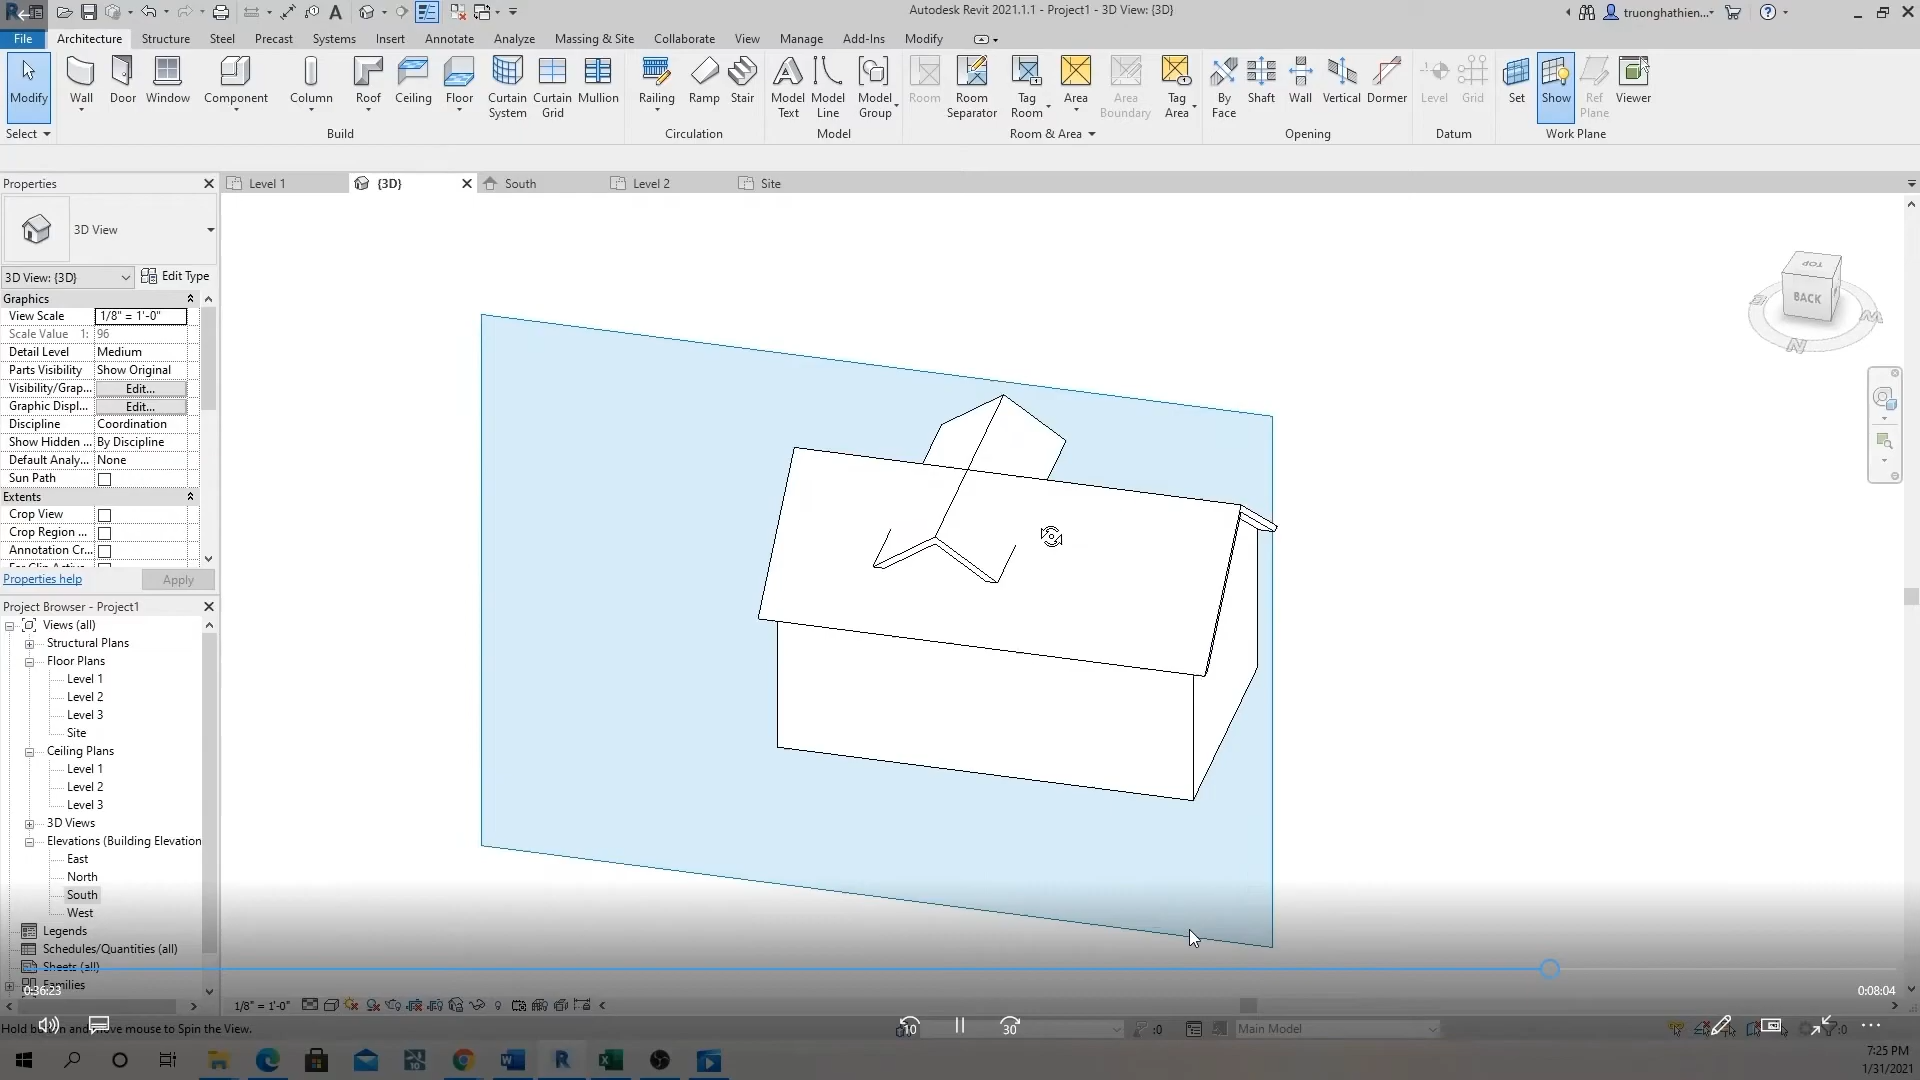 Autodesk Revit 2021.1.1 - Project1 - 3D View: {3D}
truonghathien...
File Architecture Structure Steel Precast Systems Insert Annotate Analyze Massing & Site Collaborate View Manage Add-Ins Modify
Modify Wall Door Window Component Column Roof Ceiling Floor Curtain System Curtain Grid Mullion Railing Ramp Stair Model Text Model Line Model Group Room Room Separator Tag Room Area Area Boundary Tag Area By Face Shaft Wall Vertical Dormer Level Grid Set Show Ref Plane Viewer
Select Build Circulation Model Room & Area Opening Datum Work Plane
Properties
Level 1 {3D} South Level 2 Site
3D View
3D View: {3D} Edit Type
Graphics
View Scale 1/8" = 1'-0"
Scale Value 1: 96
Detail Level Medium
Parts Visibility Show Original
Visibility/Grap... Edit...
Graphic Displ... Edit...
Discipline Coordination
Show Hidden ... By Discipline
Default Analy... None
Sun Path
Extents
Crop View
Crop Region ...
Annotation Cr...
Properties help Apply
TOP
BACK
N
W
Project Browser - Project1
Views (all)
Structural Plans
Floor Plans
Level 1
Level 2
Level 3
Site
Ceiling Plans
Level 1
Level 2
Level 3
3D Views
Elevations (Building Elevation
East
North
South
West
Legends
Schedules/Quantities (all)
Sheets (all)
Families
0:36:23
0:08:04
1/8" = 1'-0"
10
30
:0
Main Model
:0
7:25 PM
1/31/2021